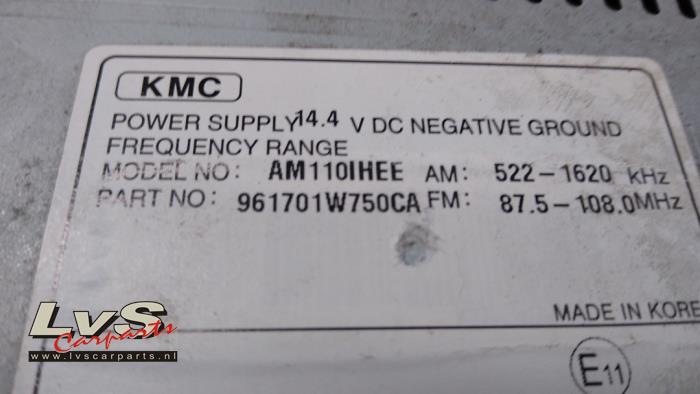 KMC
POWER SUPPLY 14.4 V DC NEGATIVE GROUND
FREQUENCY RANGE
MODEL NO: AM110IHEE AM: 522-1620 kHz
PART NO: 961701W750CA FM: 87.5-108.0MHz
MADE IN KORE
E11
LvS
Carparts
www.lvscarparts.nl